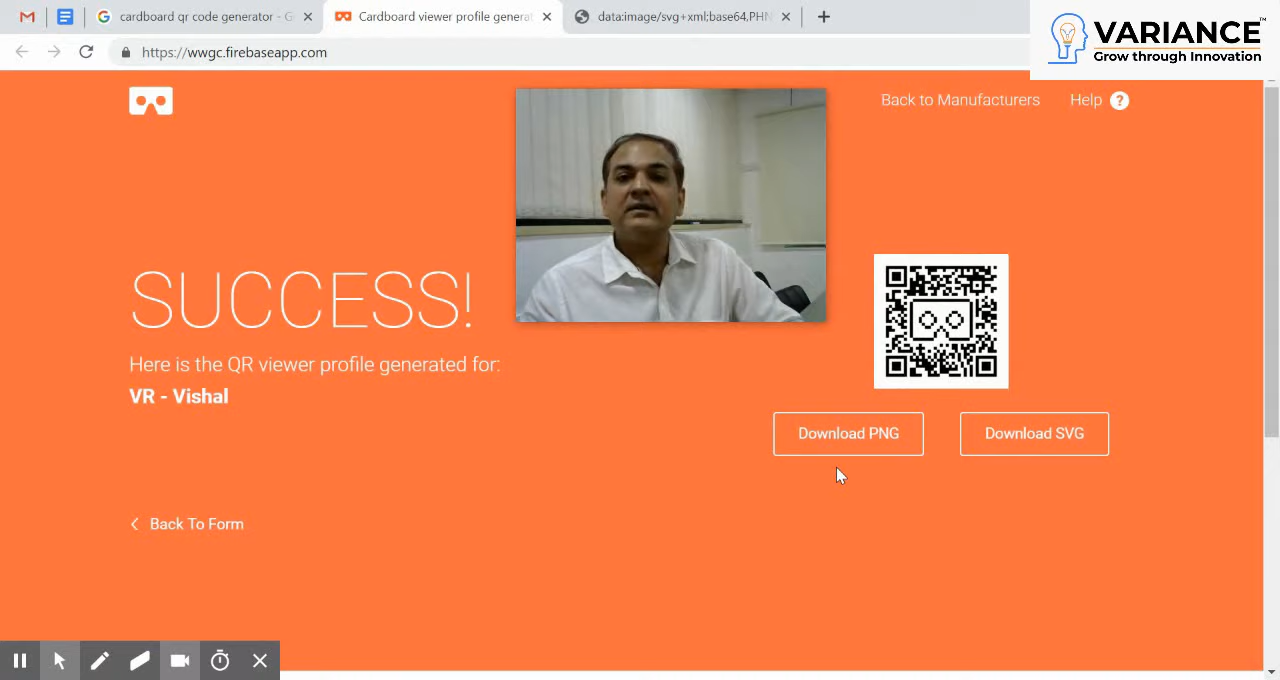 cardboard qr code generator - G
Cardboard viewer profile genera
data:image/svg+xml;base64,PHN
https://wwgc.firebaseapp.com
VARIANCE™
Grow through Innovation
Back to Manufacturers
Help ?
SUCCESS!
Here is the QR viewer profile generated for:
VR - Vishal
Download PNG
Download SVG
Back To Form